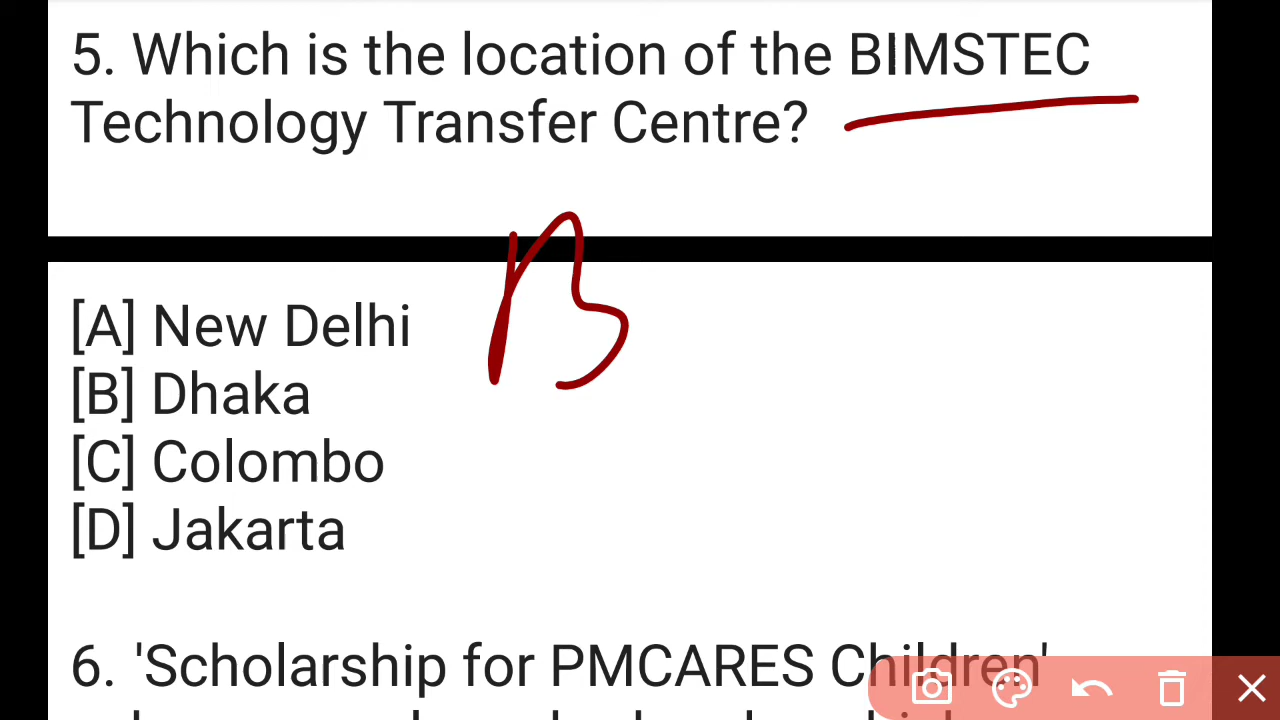 5. Which is the location of the BIMSTEC
Technology Transfer Centre?
B
[A] New Delhi
[B] Dhaka
[C] Colombo
[D] Jakarta
6. 'Scholarship for PMCARES Children'